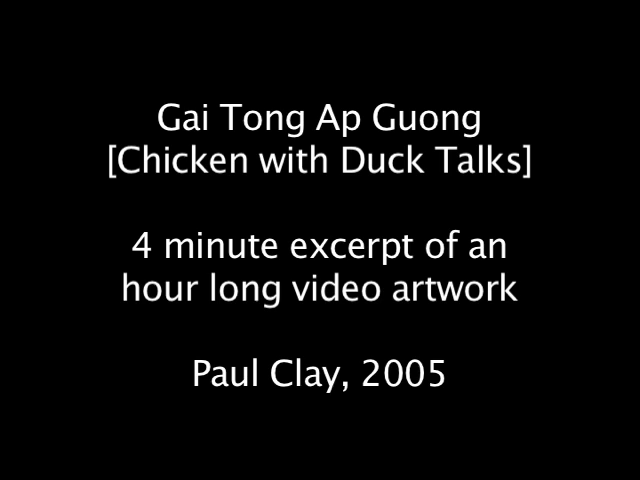 Gai Tong Ap Guong
[Chicken with Duck Talks]
4 minute excerpt of an
hour long video artwork
Paul Clay, 2005